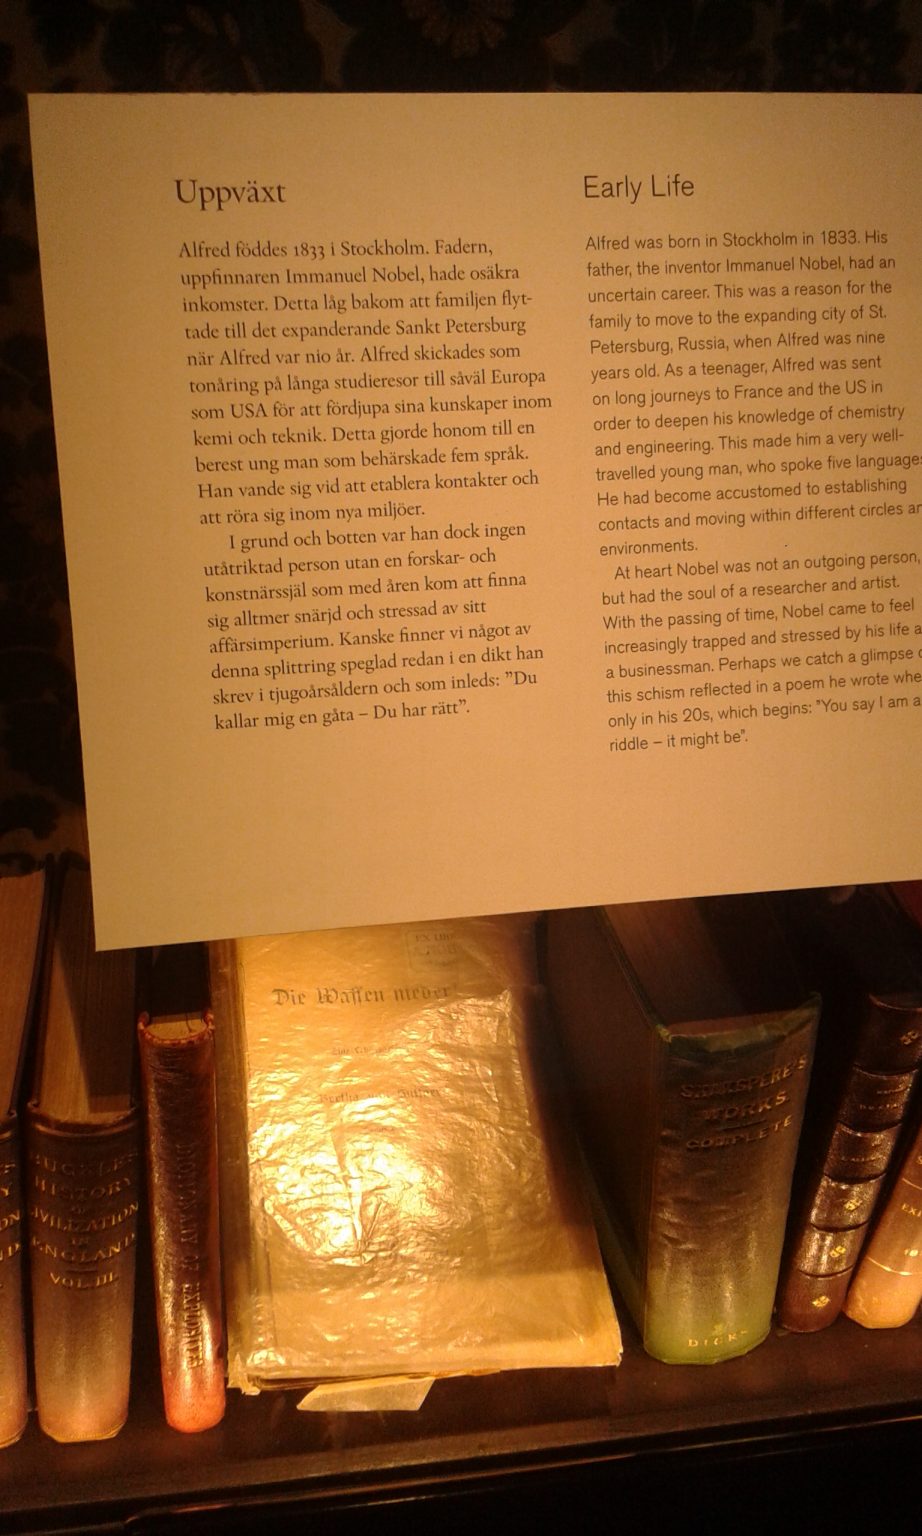 Uppväxt
Alfred föddes 1833 i Stockholm. Fadern,
uppfinnaren Immanuel Nobel, hade osäkra
inkomster. Detta låg bakom att familjen flyt-
tade till det expanderande Sankt Petersburg
när Alfred var nio år. Alfred skickades som
tonåring på långa studieresor till såväl Europa
som USA för att fördjupa sina kunskaper inom
kemi och teknik. Detta gjorde honom till en
berest ung man som behärskade fem språk.
Han vande sig vid att etablera kontakter och
att röra sig inom nya miljöer.
I grund och botten var han dock ingen
utåtriktad person utan en forskar- och
konstnärssjäl som med åren kom att finna
sig alltmer snärjd och stressad av sitt
affärsimperium. Kanske finner vi något av
denna splittring speglad redan i en dikt han
skrev i tjugoårsåldern och som inleds: ”Du
kallar mig en gåta – Du har rätt”.
Early Life
Alfred was born in Stockholm in 1833. His
father, the inventor Immanuel Nobel, had an
uncertain career. This was a reason for the
family to move to the expanding city of St.
Petersburg, Russia, when Alfred was nine
years old. As a teenager, Alfred was sent
on long journeys to France and the US in
order to deepen his knowledge of chemistry
and engineering. This made him a very well-
travelled young man, who spoke five languages
He had become accustomed to establishing
contacts and moving within different circles an
environments.
At heart Nobel was not an outgoing person,
but had the soul of a researcher and artist.
With the passing of time, Nobel came to feel
increasingly trapped and stressed by his life a
a businessman. Perhaps we catch a glimpse o
this schism reflected in a poem he wrote whe
only in his 20s, which begins: ”You say I am a
riddle – it might be”.
HISTORY
OF
CIVILIZATION
IN
ENGLAND
VOL. III.
Die Waffen nieder!
SHAKSPERE'S
WORKS.
COMPLETE
DICKS